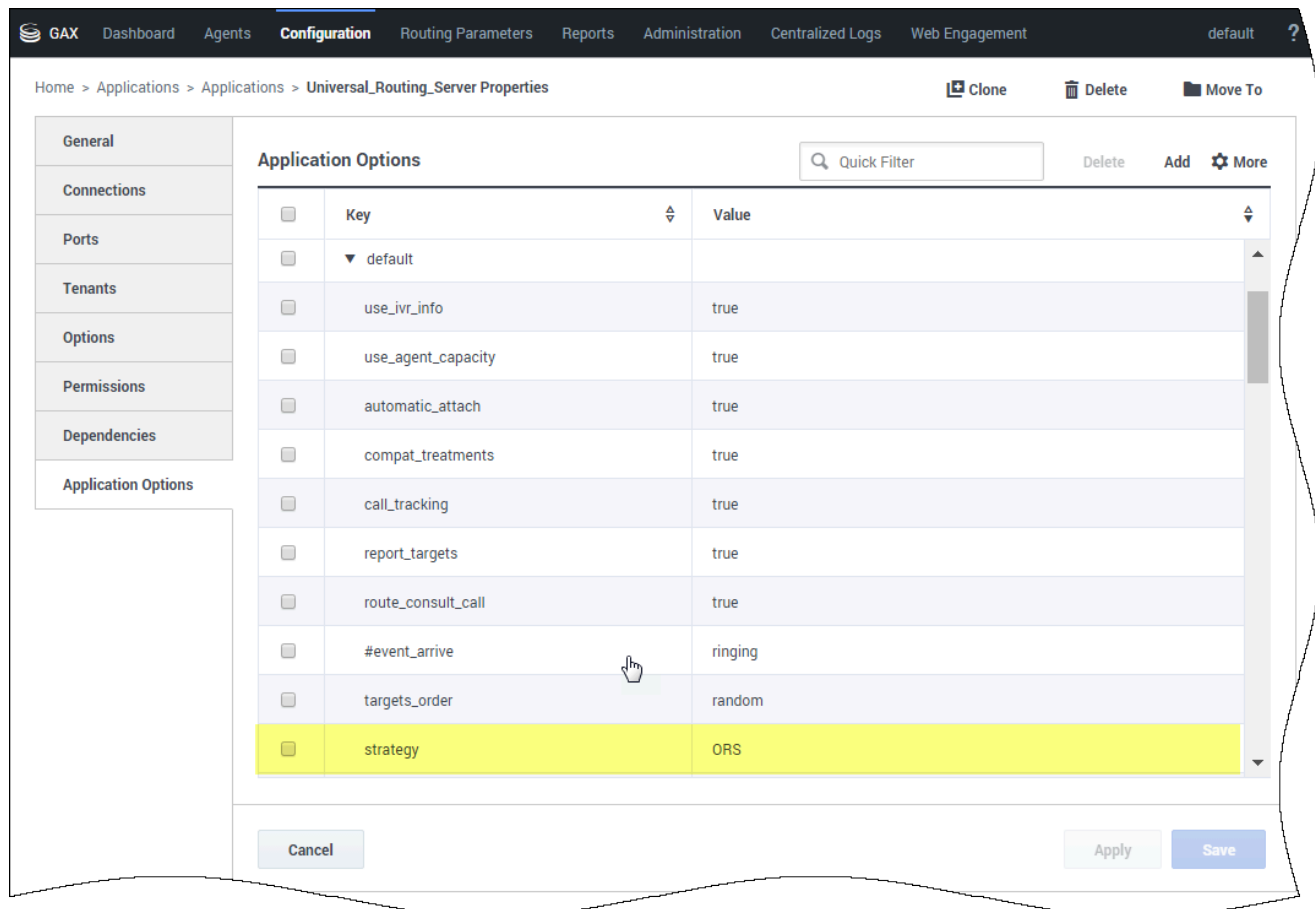 GAX Dashboard Agents Configuration Routing Parameters Reports Administration Centralized Logs Web Engagement default ?
Home > Applications > Applications > Universal_Routing_Server Properties Clone Delete Move To
General
Connections
Ports
Tenants
Options
Permissions
Dependencies
Application Options
Application Options Quick Filter Delete Add More
Key Value
default
use_ivr_info true
use_agent_capacity true
automatic_attach true
compat_treatments true
call_tracking true
report_targets true
route_consult_call true
#event_arrive ringing
targets_order random
strategy ORS
Cancel Apply Save